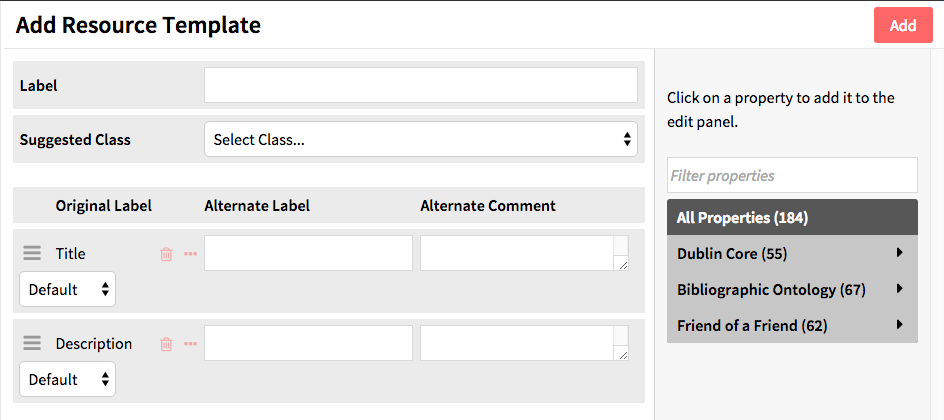 Add Resource Template
Add
Label
Suggested Class
Select Class...
Original Label Alternate Label Alternate Comment
Title
Default
Description
Default
Click on a property to add it to the
edit panel.
Filter properties
All Properties (184)
Dublin Core (55)
Bibliographic Ontology (67)
Friend of a Friend (62)